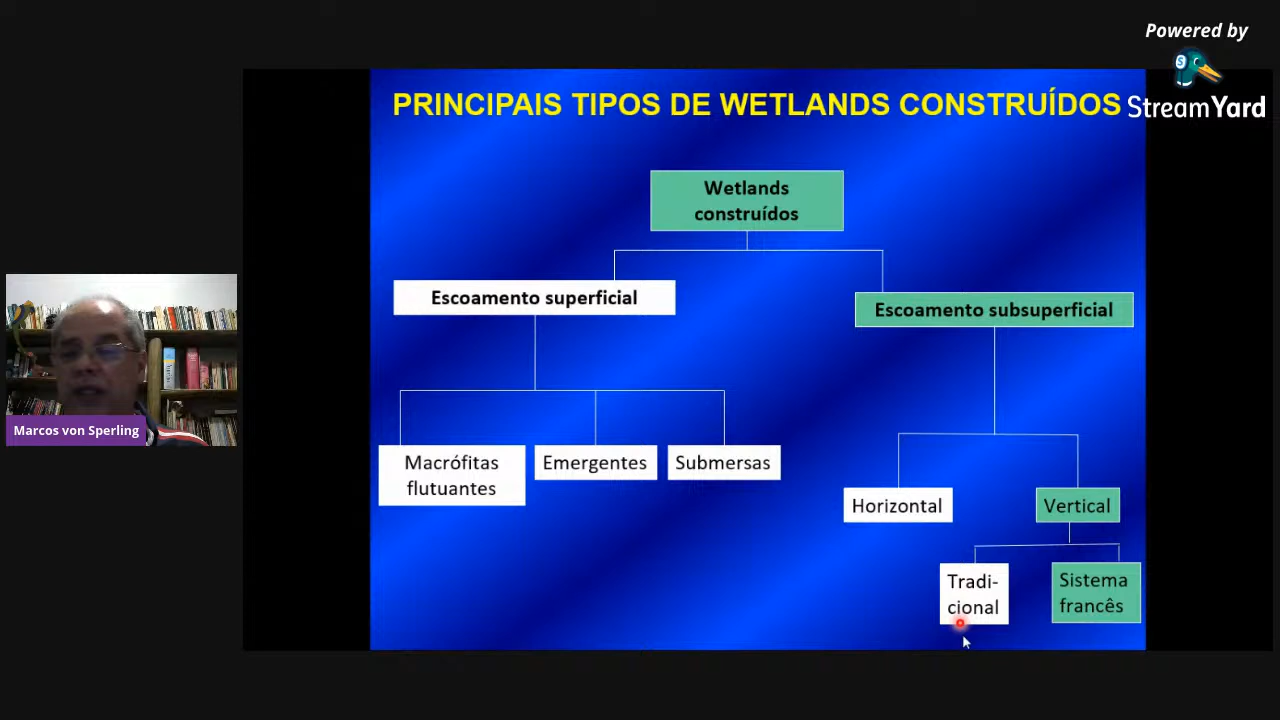 Powered by
StreamYard
PRINCIPAIS TIPOS DE WETLANDS CONSTRUÍDOS
Wetlands
construídos
Escoamento superficial
Escoamento subsuperficial
Macrófitas
flutuantes
Emergentes
Submersas
Horizontal
Vertical
Tradi-
cional
Sistema
francês
Marcos von Sperling